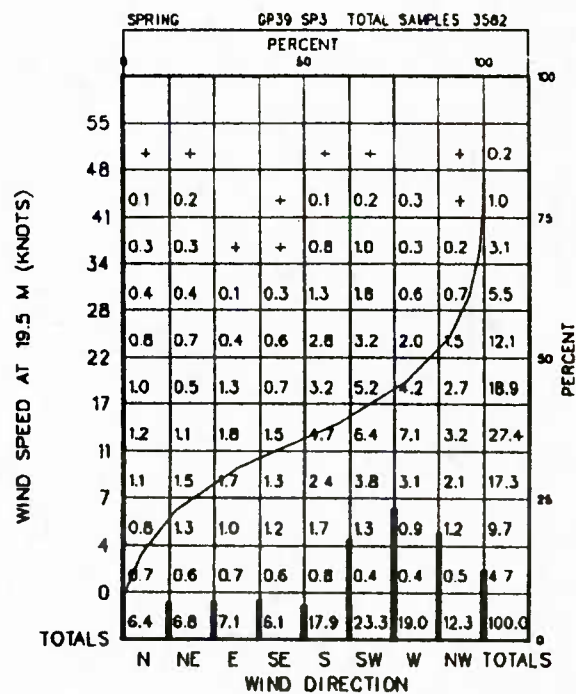 SPRING GP39 SP3 TOTAL SAMPLES 3582
PERCENT
0 50 100
100
55
+ + + + + 0.2
48
0.1 0.2 + 0.1 0.2 0.3 + 1.0
41
75
0.3 0.3 + + 0.8 1.0 0.3 0.2 3.1
34
0.4 0.4 0.1 0.3 1.3 1.8 0.6 0.7 5.5
28
0.8 0.7 0.4 0.6 2.8 3.2 2.0 1.5 12.1
22
50
1.0 0.5 1.3 0.7 3.2 5.2 4.2 2.7 18.9
17
1.2 1.1 1.8 1.5 4.7 6.4 7.1 3.2 27.4
11
1.1 1.5 1.7 1.3 2.4 3.8 3.1 2.1 17.3
7
25
0.8 1.3 1.0 1.2 1.7 1.3 0.9 1.2 9.7
4
0.7 0.6 0.7 0.6 0.8 0.4 0.4 0.5 4.7
0
6.4 6.8 7.1 6.1 17.9 23.3 19.0 12.3 100.0
TOTALS
0
N NE E SE S SW W NW TOTALS
WIND DIRECTION
WIND SPEED AT 19.5 M (KNOTS)
PERCENT